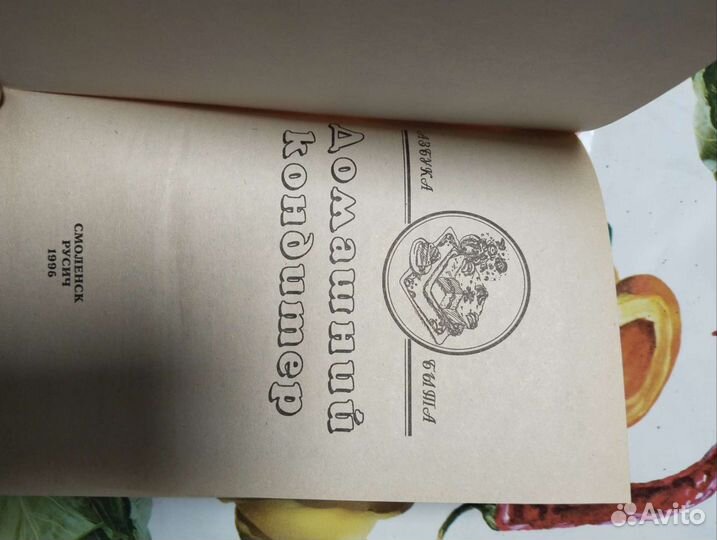 АЗБУКА БЫТА
Домашний
кондитер
СМОЛЕНСК
РУСИЧ
1996
Avito